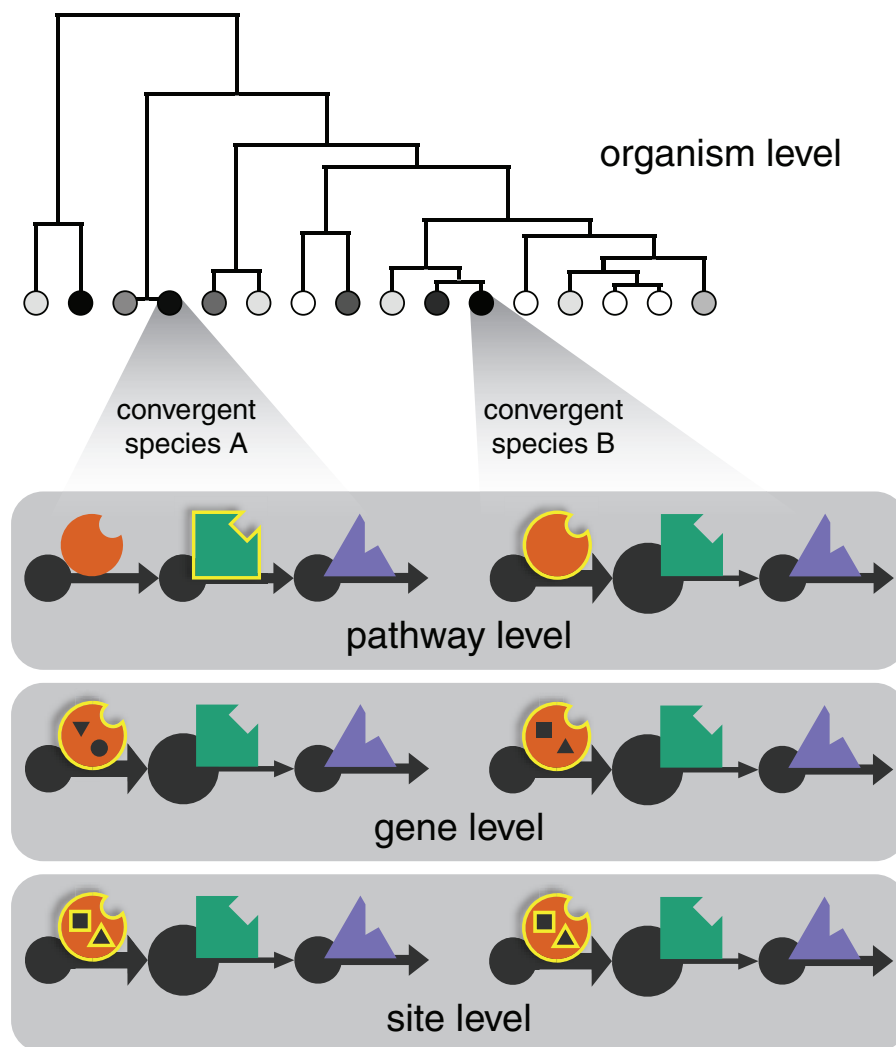 organism level
convergent
species A
convergent
species B
pathway level
gene level
site level